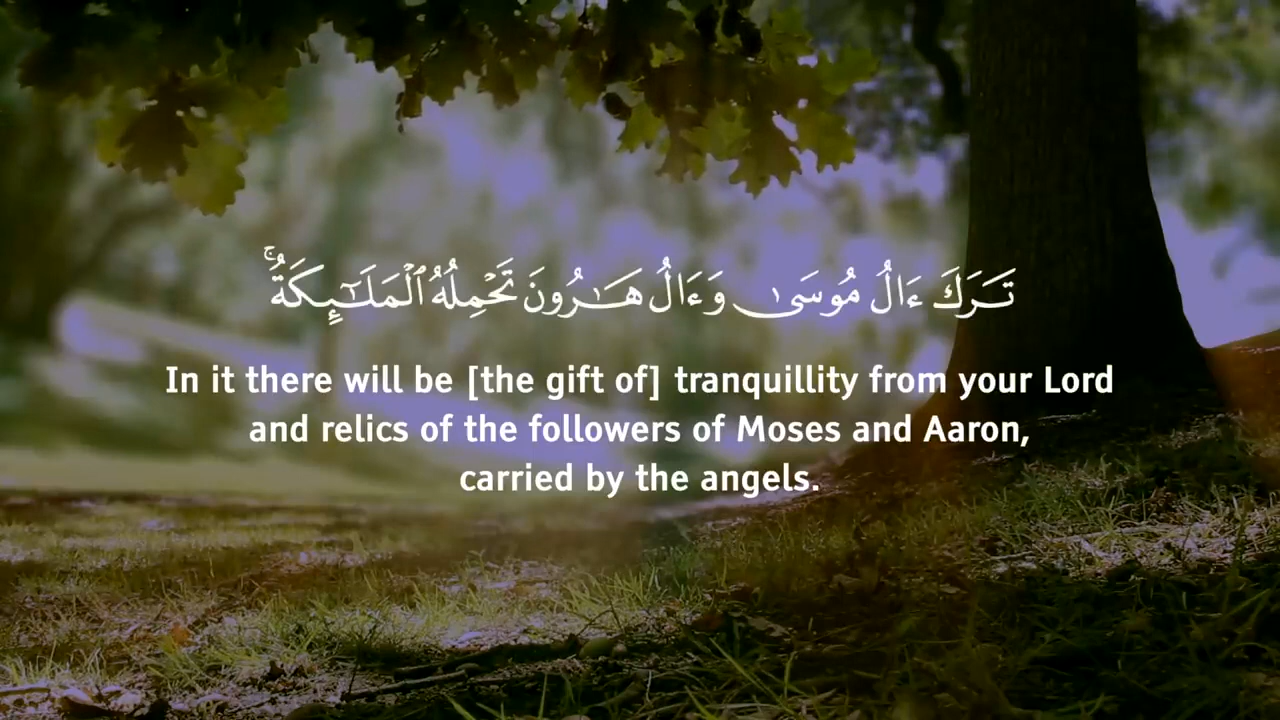 تَرَكَ ءَالُ مُوسَىٰ وَءَالُ هَـٰرُونَ تَحْمِلُهُ ٱلْمَلَـٰٓئِكَةُ ۚ
In it there will be [the gift of] tranquillity from your Lord
and relics of the followers of Moses and Aaron,
carried by the angels.